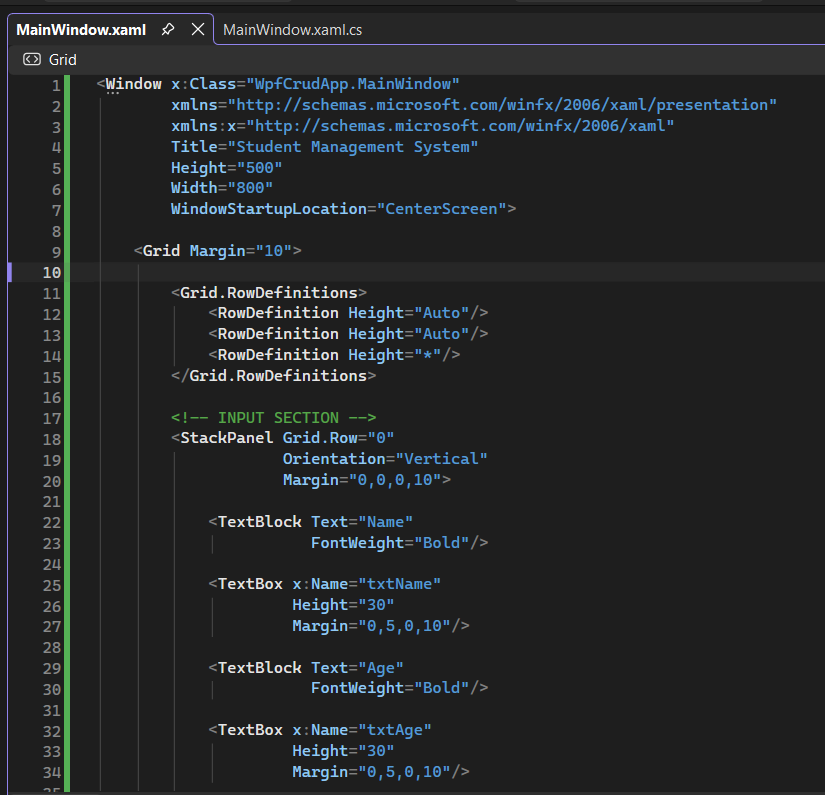 MainWindow.xaml MainWindow.xaml.cs
Grid
1 <Window x:Class="WpfCrudApp.MainWindow"
2 xmlns="http://schemas.microsoft.com/winfx/2006/xaml/presentation"
3 xmlns:x="http://schemas.microsoft.com/winfx/2006/xaml"
4 Title="Student Management System"
5 Height="500"
6 Width="800"
7 WindowStartupLocation="CenterScreen">
8
9 <Grid Margin="10">
10
11 <Grid.RowDefinitions>
12 <RowDefinition Height="Auto"/>
13 <RowDefinition Height="Auto"/>
14 <RowDefinition Height="*"/>
15 </Grid.RowDefinitions>
16
17 <!-- INPUT SECTION -->
18 <StackPanel Grid.Row="0"
19 Orientation="Vertical"
20 Margin="0,0,0,10">
21
22 <TextBlock Text="Name"
23 FontWeight="Bold"/>
24
25 <TextBox x:Name="txtName"
26 Height="30"
27 Margin="0,5,0,10"/>
28
29 <TextBlock Text="Age"
30 FontWeight="Bold"/>
31
32 <TextBox x:Name="txtAge"
33 Height="30"
34 Margin="0,5,0,10"/>
35